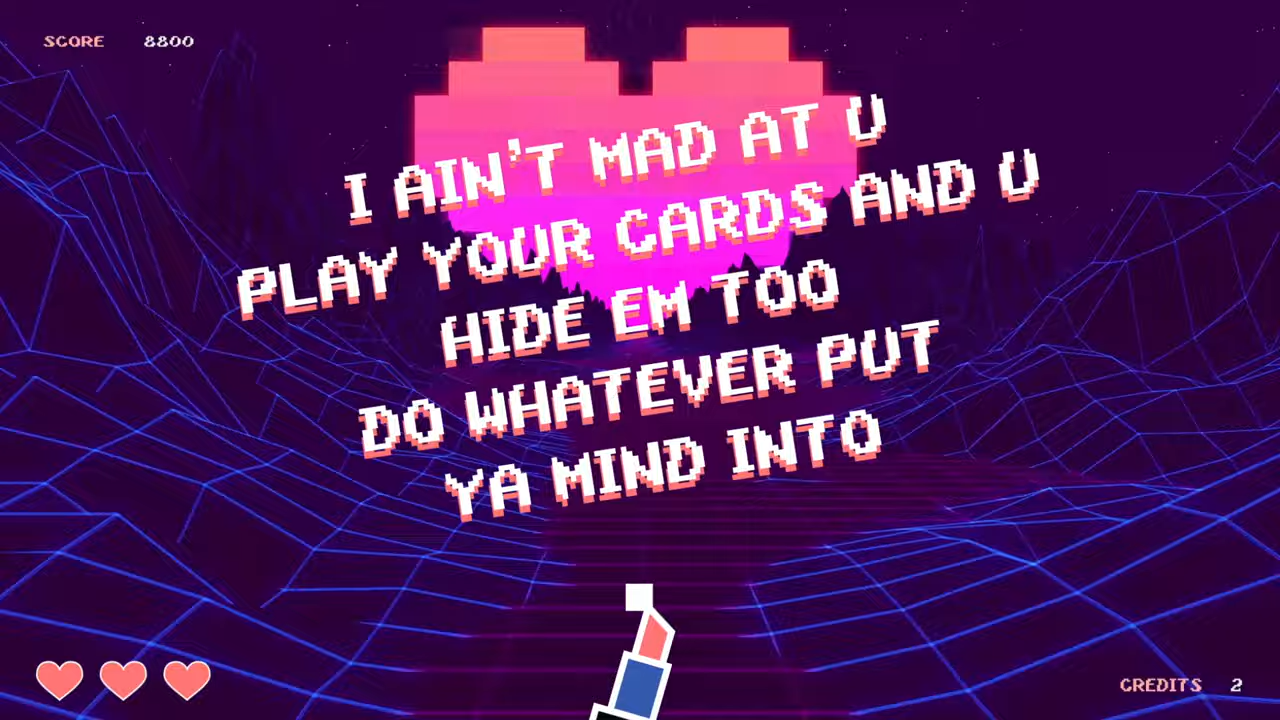 SCORE 8800
I AIN'T MAD AT U
PLAY YOUR CARDS AND U
HIDE EM TOO
DO WHATEVER PUT
YA MIND INTO
CREDITS 2